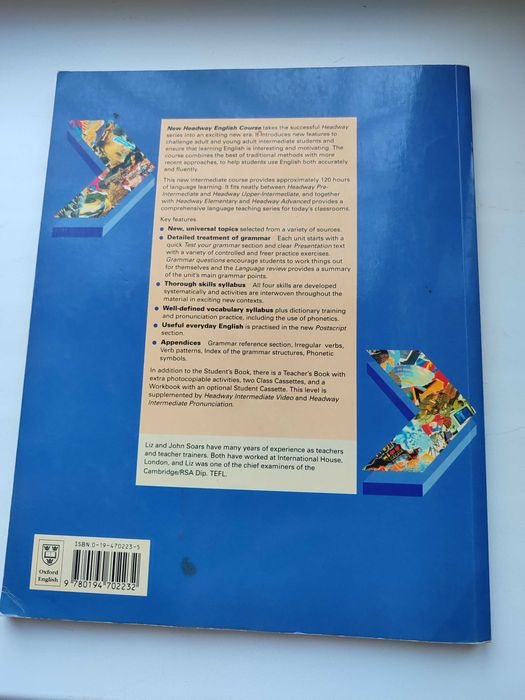 New Headway English Course takes the successful Headway
series into an exciting new era. It introduces new features to
challenge adult and young adult intermediate students and
ensure that learning English is interesting and motivating. The
course combines the best of traditional methods with more
recent approaches, to help students use English both accurately
and fluently.
This new intermediate course provides approximately 120 hours
of language learning. It fits neatly between Headway Pre-
Intermediate and Headway Upper-Intermediate, and together
with Headway Elementary and Headway Advanced provides a
comprehensive language teaching series for today's classrooms.
Key features
• New, universal topics selected from a variety of sources.
• Detailed treatment of grammar Each unit starts with a
quick Test your grammar section and clear Presentation text
with a variety of controlled and freer practice exercises.
Grammar questions encourage students to work things out
for themselves and the Language review provides a summary
of the unit's main grammar points.
• Thorough skills syllabus All four skills are developed
systematically and activities are interwoven throughout the
material in exciting new contexts.
• Well-defined vocabulary syllabus plus dictionary training
and pronunciation practice, including the use of phonetics.
• Useful everyday English is practised in the new Postscript
section.
• Appendices Grammar reference section, Irregular verbs,
Verb patterns, Index of the grammar structures, Phonetic
symbols.
In addition to the Student's Book, there is a Teacher's Book with
extra photocopiable activities, two Class Cassettes, and a
Workbook with an optional Student Cassette. This level is
supplemented by Headway Intermediate Video and Headway
Intermediate Pronunciation.
Liz and John Soars have many years of experience as teachers
and teacher trainers. Both have worked at International House,
London, and Liz was one of the chief examiners of the
Cambridge/RSA Dip. TEFL.
Oxford
English
ISBN 0-19-470223-5
9 780194 702232